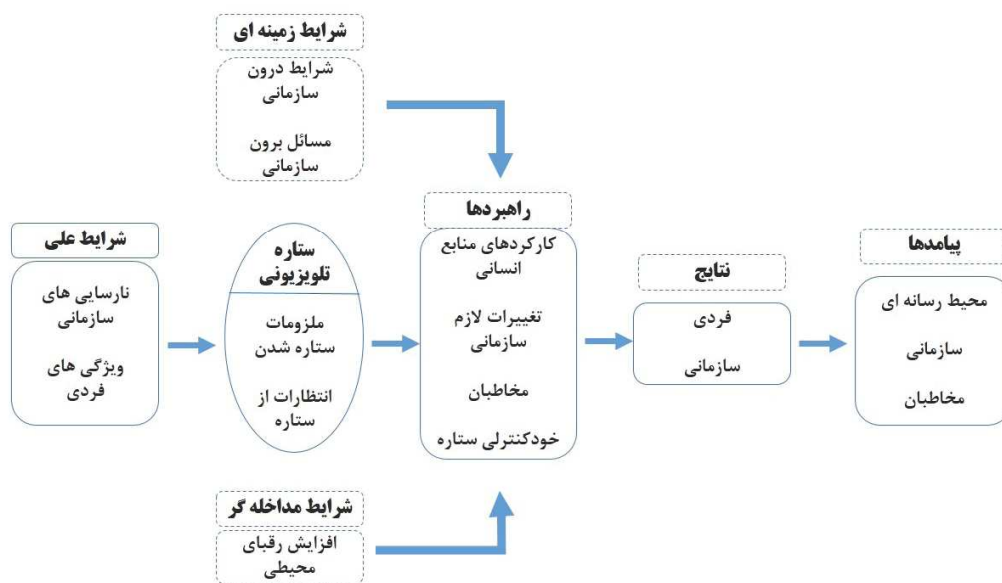 شرایط زمینه ای
شرایط درون
سازمانی
مسائل برون
سازمانی
شرایط علی
نارسایی های
سازمانی
ویژگی های
فردی
ستاره
تلویزیونی
ملزومات
ستاره شدن
انتظارات از
ستاره
راهبردها
کارکردهای منابع
انسانی
تغییرات لازم
سازمانی
مخاطبان
خودکنترلی ستاره
نتایج
فردی
سازمانی
پیامدها
محیط رسانه ای
سازمانی
مخاطبان
شرایط مداخله گر
افزایش رقبای
محیطی